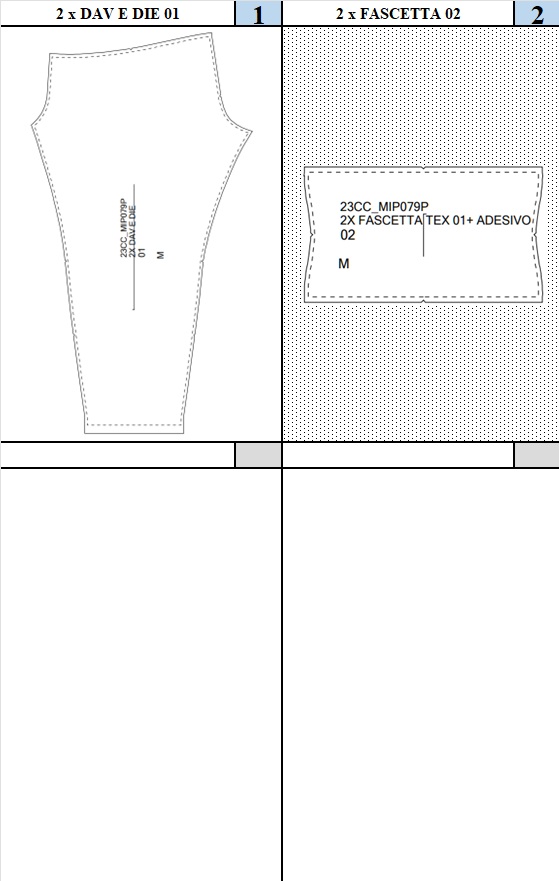 2 x DAV E DIE 01
1
2 x FASCETTA 02
2
23CC_MIP079P
2X DAV E DIE
01
M
23CC_MIP079P
2X FASCETTA TEX 01+ ADESIVO
02
M